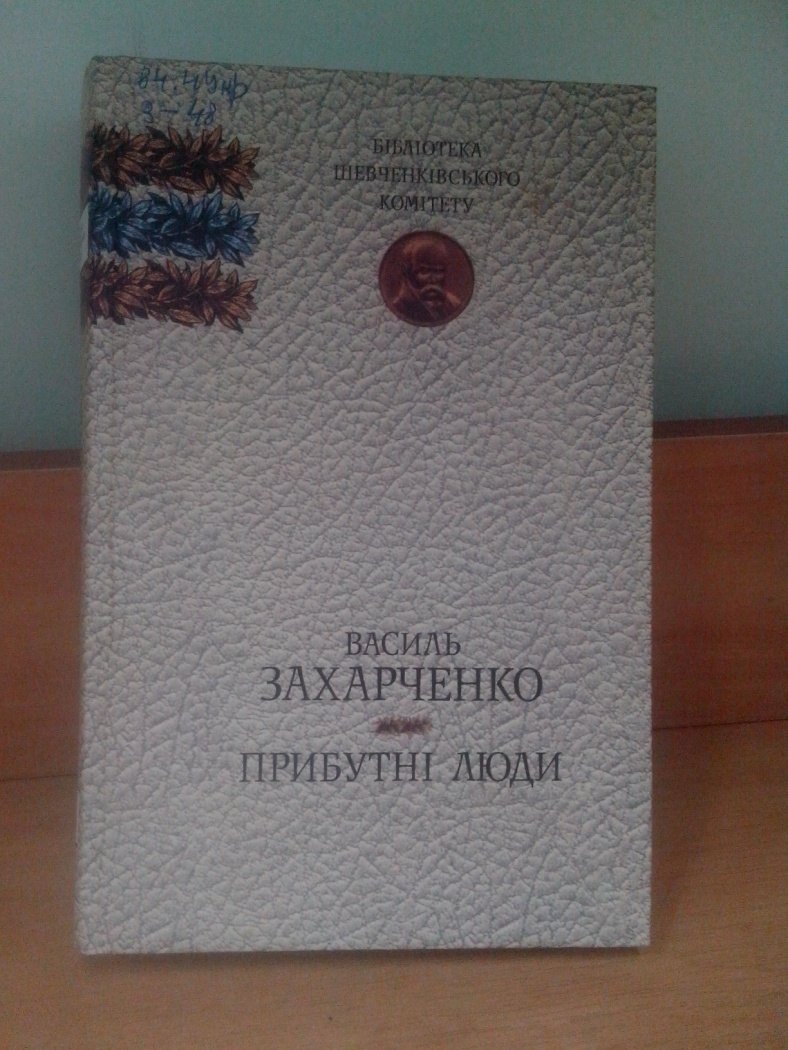 84.4Укр
З-48
БІБЛІОТЕКА
ШЕВЧЕНКІВСЬКОГО
КОМІТЕТУ
ВАСИЛЬ
ЗАХАРЧЕНКО
ПРИБУТНІ ЛЮДИ